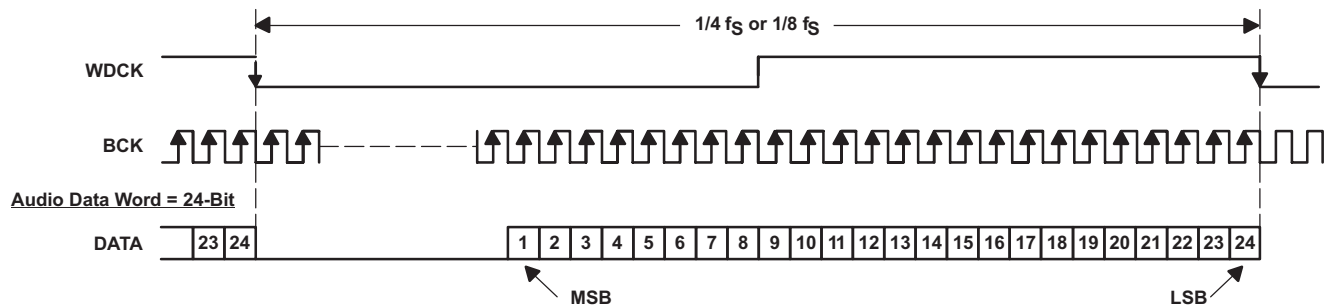 1/4 fS or 1/8 fS
WDCK
BCK
Audio Data Word = 24-Bit
DATA
23 24 1 2 3 4 5 6 7 8 9 10 11 12 13 14 15 16 17 18 19 20 21 22 23 24
MSB LSB